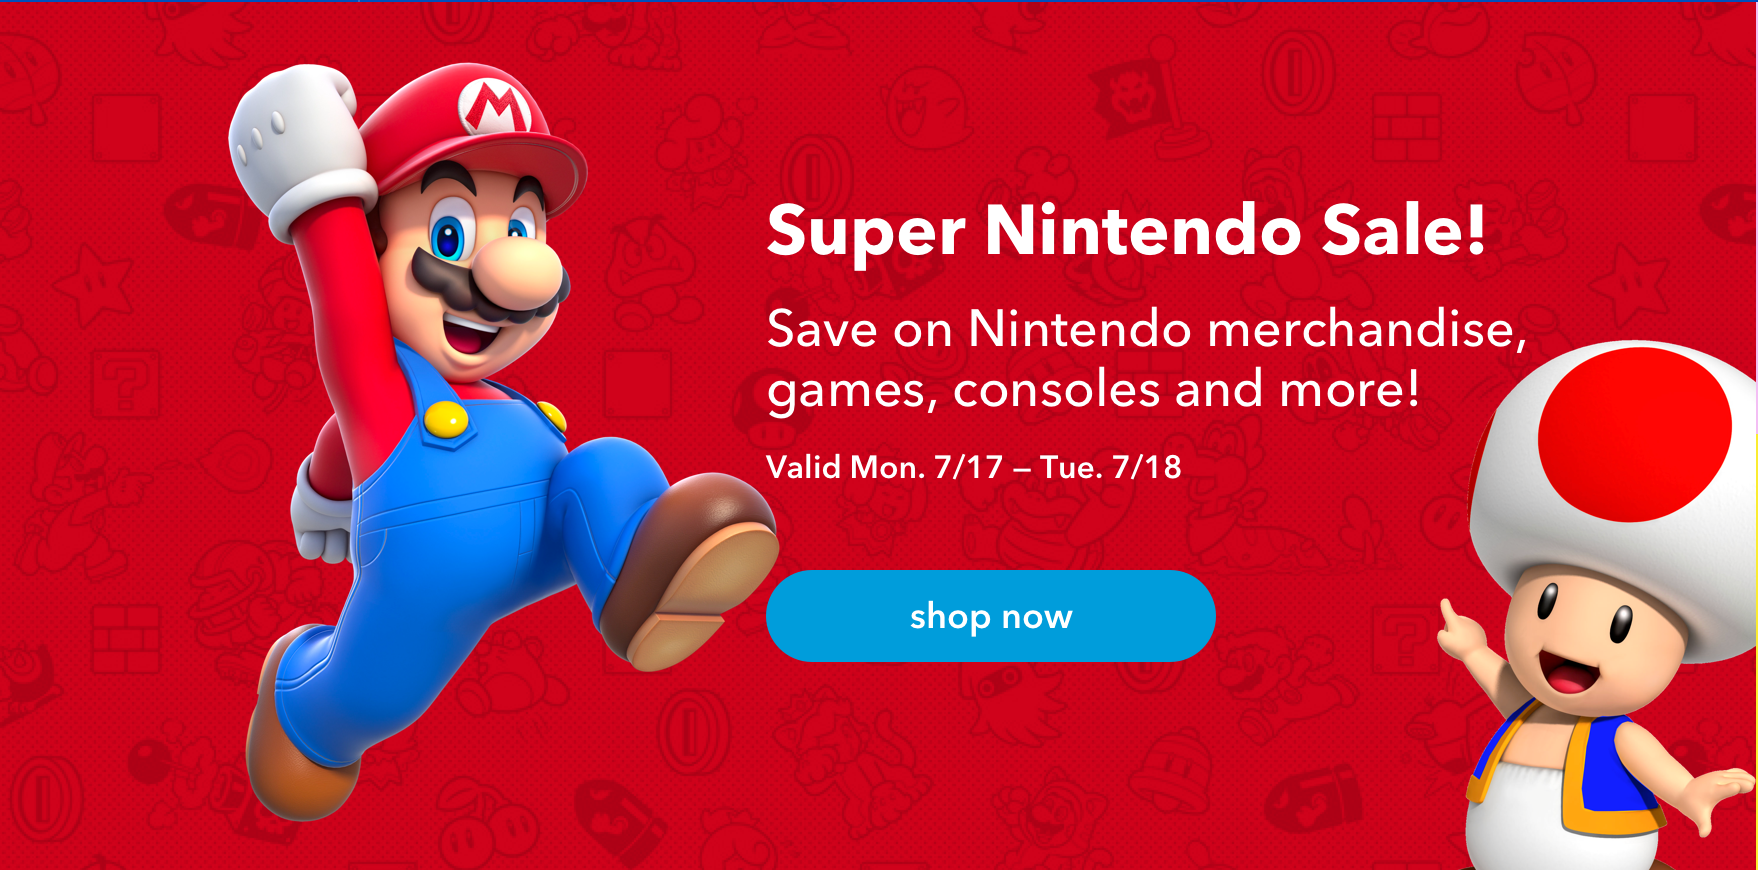 M
Super Nintendo Sale!
Save on Nintendo merchandise,
games, consoles and more!
Valid Mon. 7/17 – Tue. 7/18
shop now